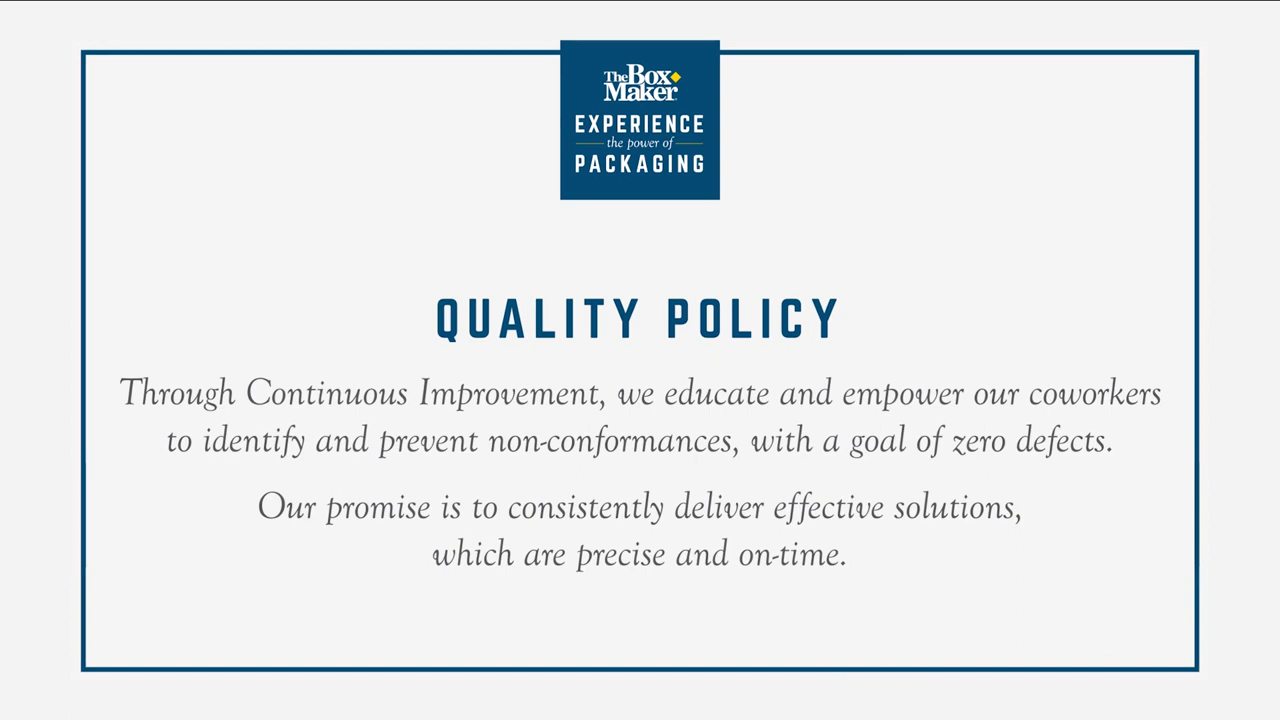 The Box
Maker
EXPERIENCE
the power of
PACKAGING
QUALITY POLICY
Through Continuous Improvement, we educate and empower our coworkers
to identify and prevent non-conformances, with a goal of zero defects.
Our promise is to consistently deliver effective solutions,
which are precise and on-time.